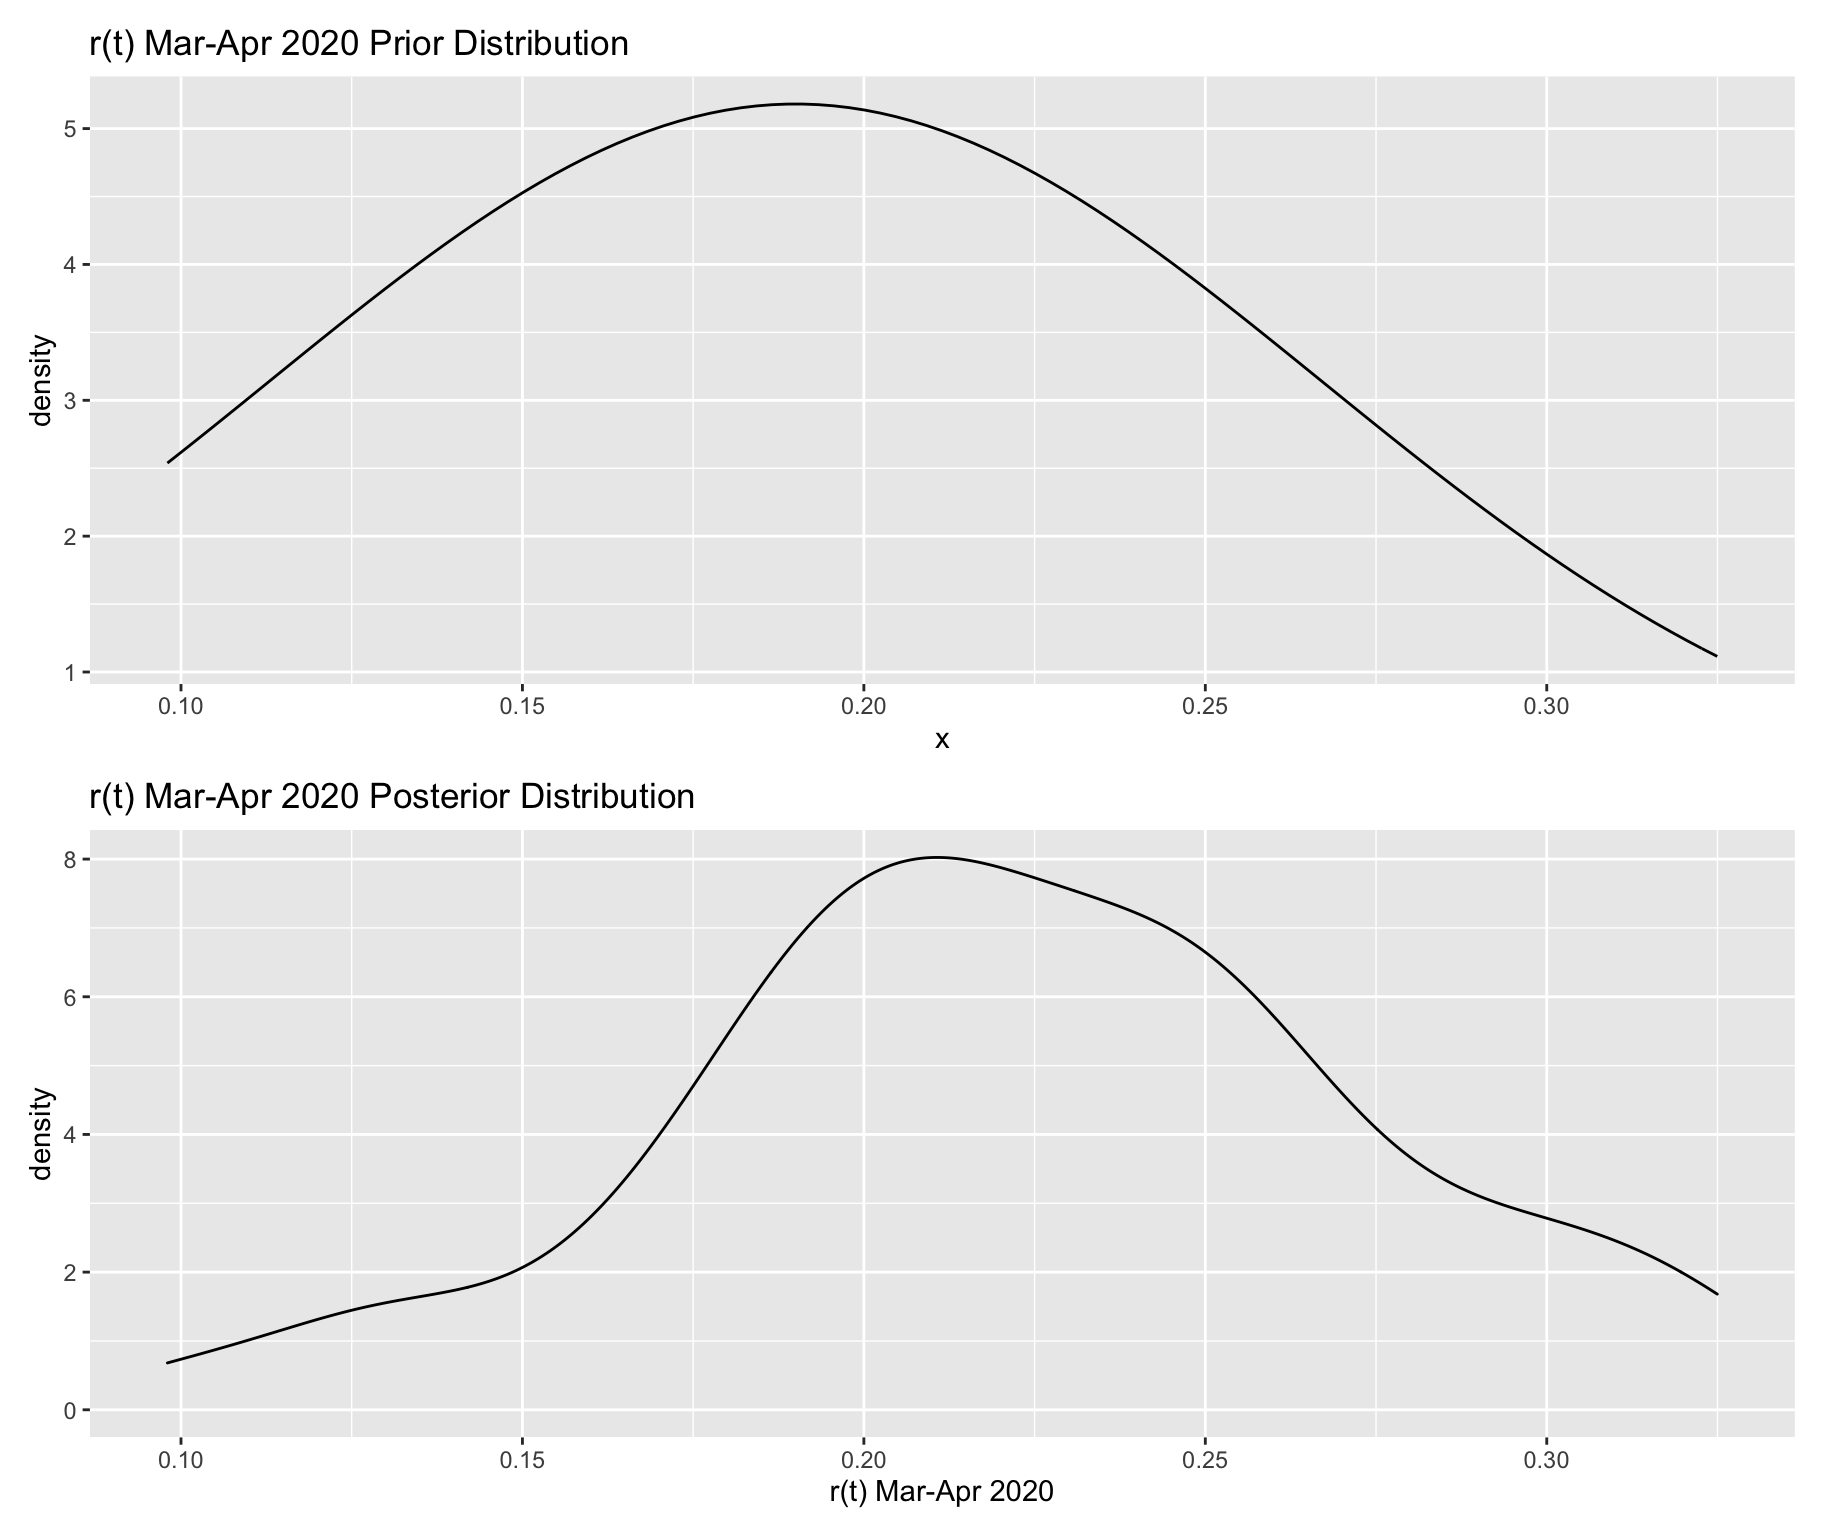 r(t) Mar-Apr 2020 Prior Distribution
density
5
4
3
2
1
0.10 0.15 0.20 0.25 0.30
x
r(t) Mar-Apr 2020 Posterior Distribution
density
8
6
4
2
0
0.10 0.15 0.20 0.25 0.30
r(t) Mar-Apr 2020